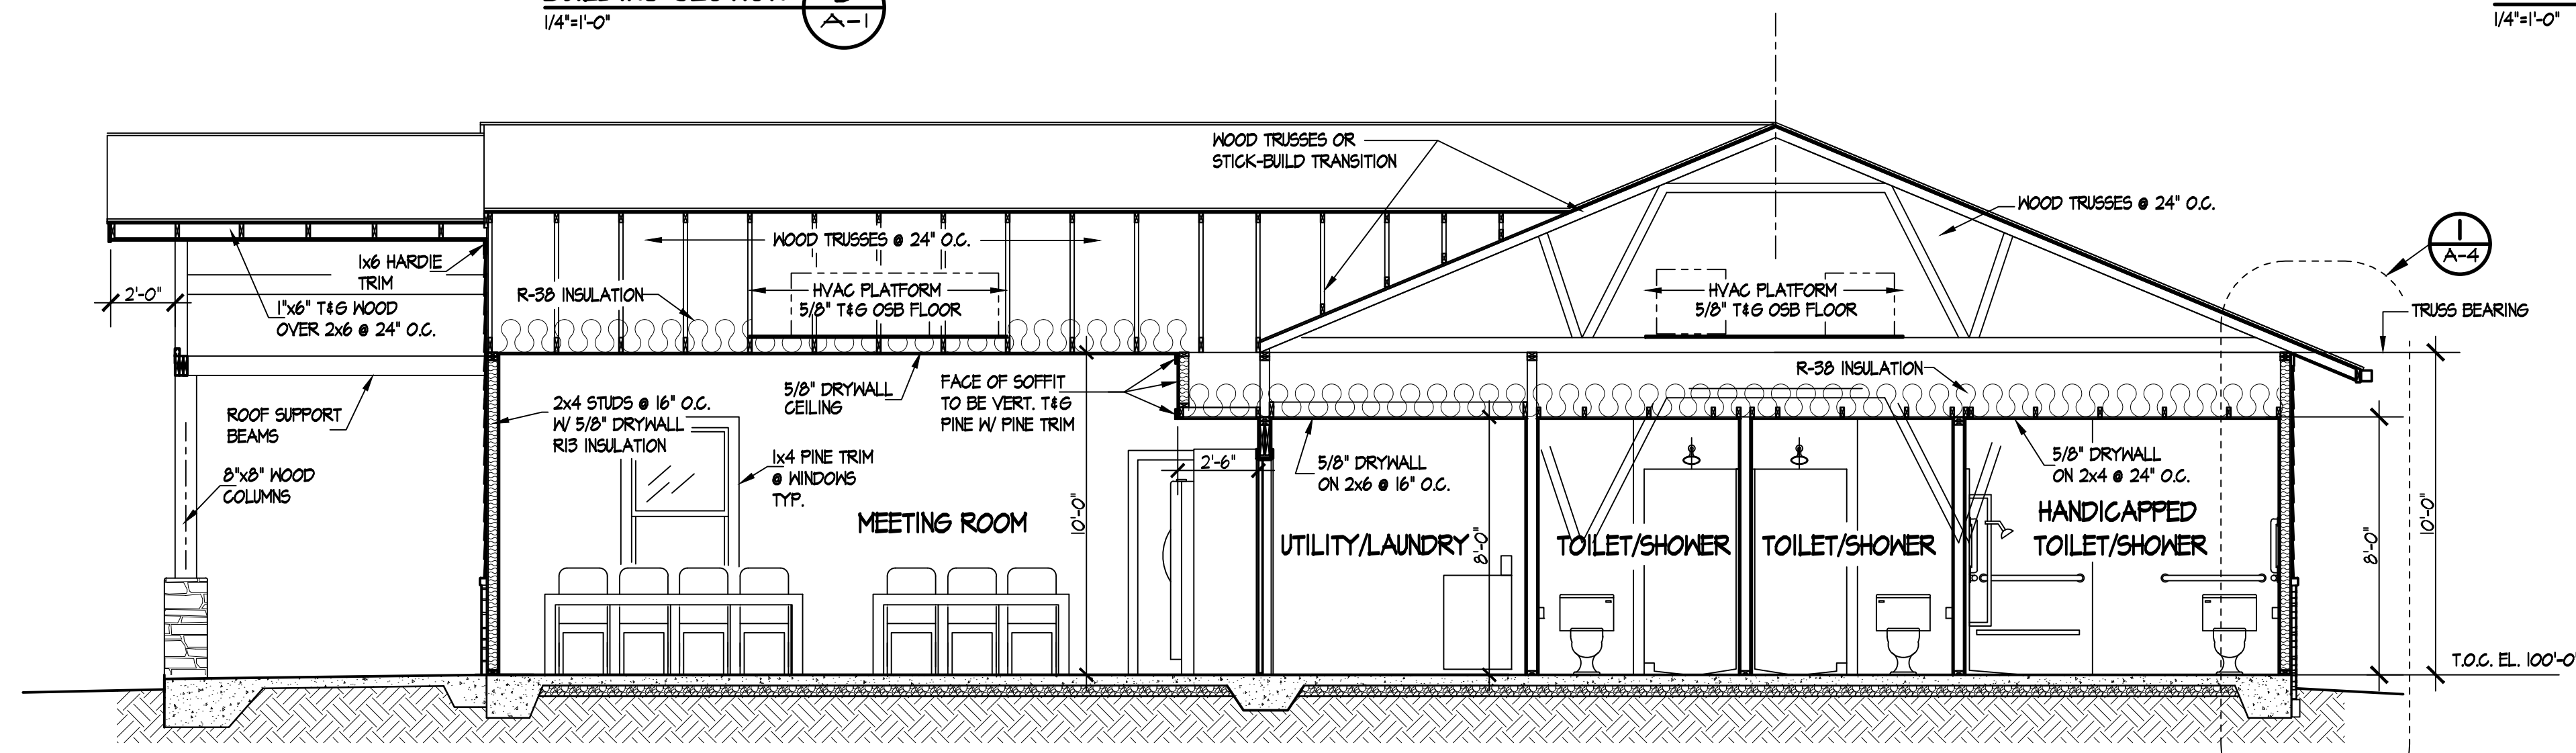 1/4"=1'-0"
A-1
1/4"=1'-0"
WOOD TRUSSES OR
STICK-BUILD TRANSITION
WOOD TRUSSES @ 24" O.C.
1
A-4
WOOD TRUSSES @ 24" O.C.
1x6 HARDIE
TRIM
2'-0"
1"x6" T&G WOOD
OVER 2x6 @ 24" O.C.
R-38 INSULATION
HVAC PLATFORM
5/8" T&G OSB FLOOR
HVAC PLATFORM
5/8" T&G OSB FLOOR
TRUSS BEARING
ROOF SUPPORT
BEAMS
8"x8" WOOD
COLUMNS
2x4 STUDS @ 16" O.C.
W/ 5/8" DRYWALL
R13 INSULATION
5/8" DRYWALL
CEILING
FACE OF SOFFIT
TO BE VERT. T&G
PINE W/ PINE TRIM
R-38 INSULATION
1x4 PINE TRIM
@ WINDOWS
TYP.
2'-6"
5/8" DRYWALL
ON 2x6 @ 16" O.C.
5/8" DRYWALL
ON 2x4 @ 24" O.C.
MEETING ROOM
10'-0"
UTILITY/LAUNDRY
8'-0"
TOILET/SHOWER
TOILET/SHOWER
HANDICAPPED
TOILET/SHOWER
8'-0"
10'-0"
T.O.C. EL. 100'-0"